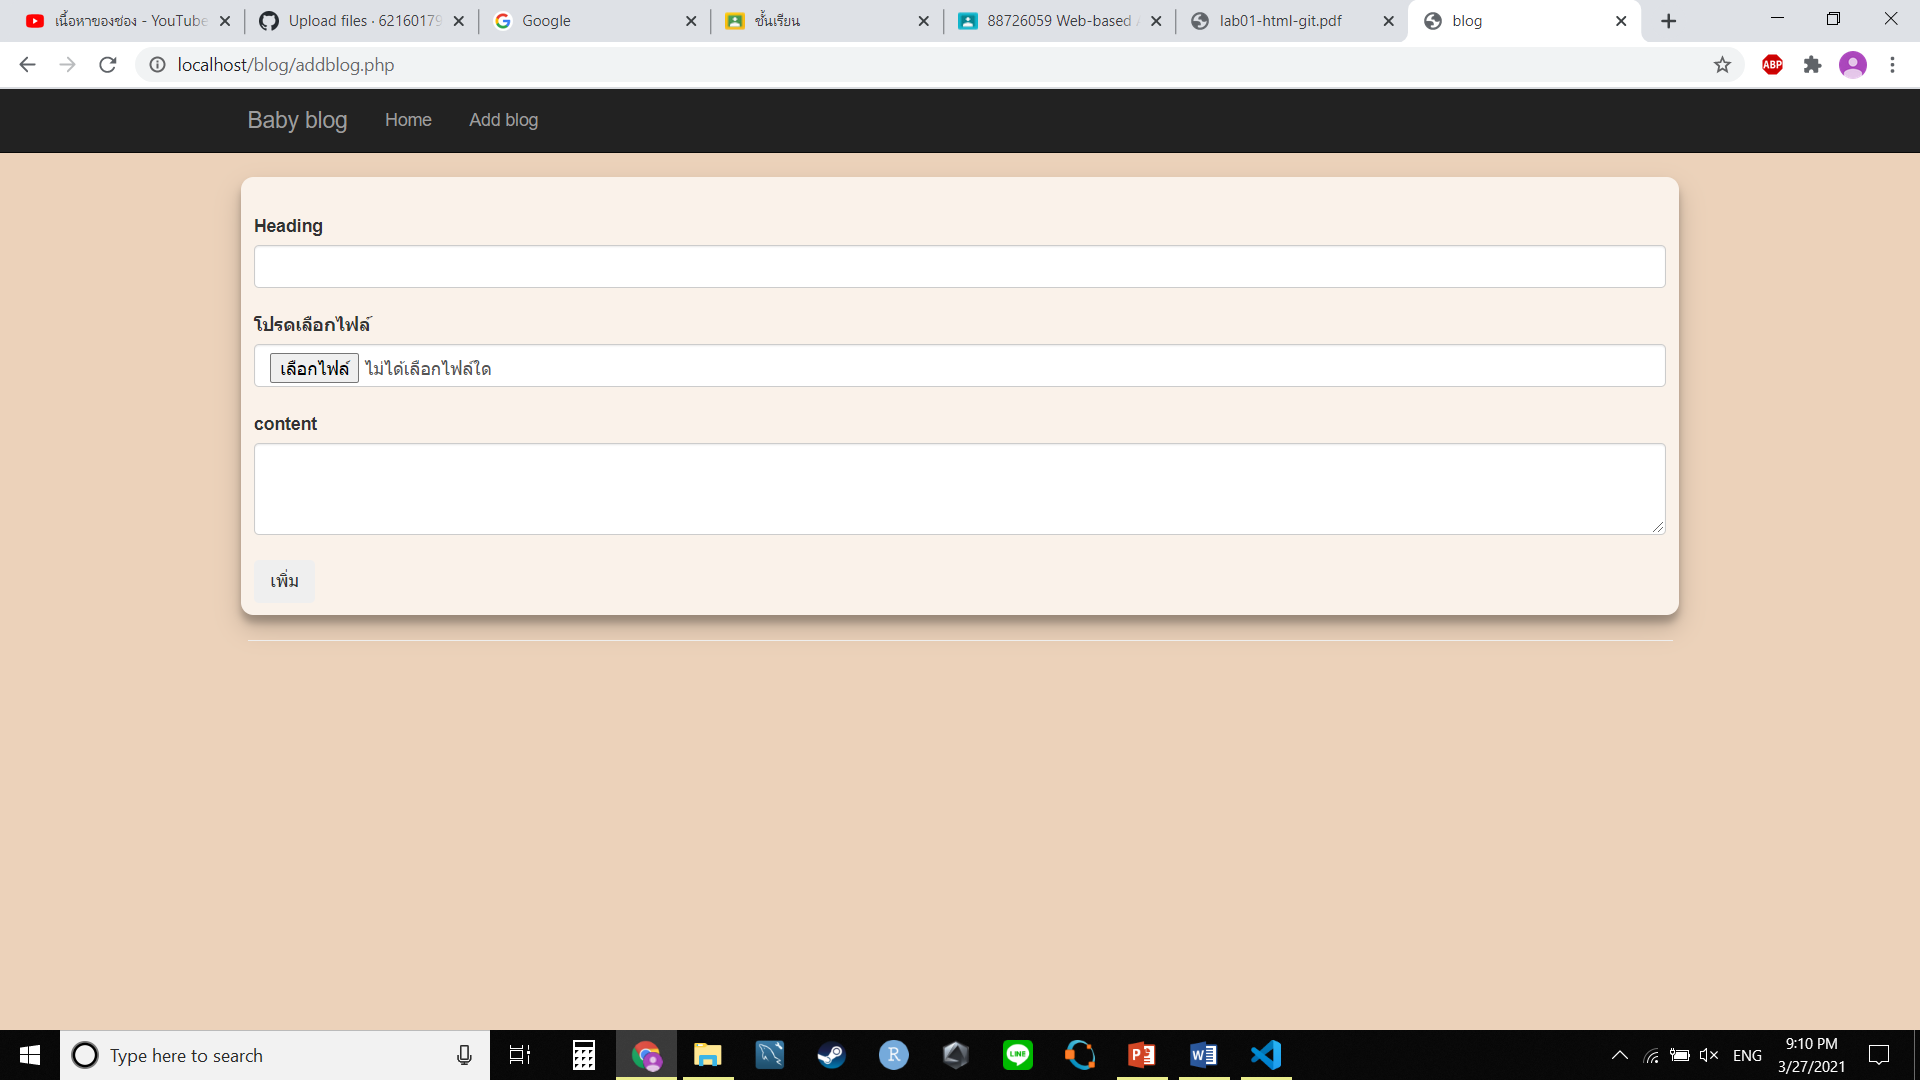 เนื้อหาของช่อง - YouTube
Upload files · 62160179
Google
ชั้นเรียน
88726059 Web-based
lab01-html-git.pdf
blog
localhost/blog/addblog.php
ABP
Baby blog
Home
Add blog
Heading
โปรดเลือกไฟล์
เลือกไฟล์ ไม่ได้เลือกไฟล์ใด
content
เพิ่ม
Type here to search
R
LINE
P
W
ENG
9:10 PM
3/27/2021